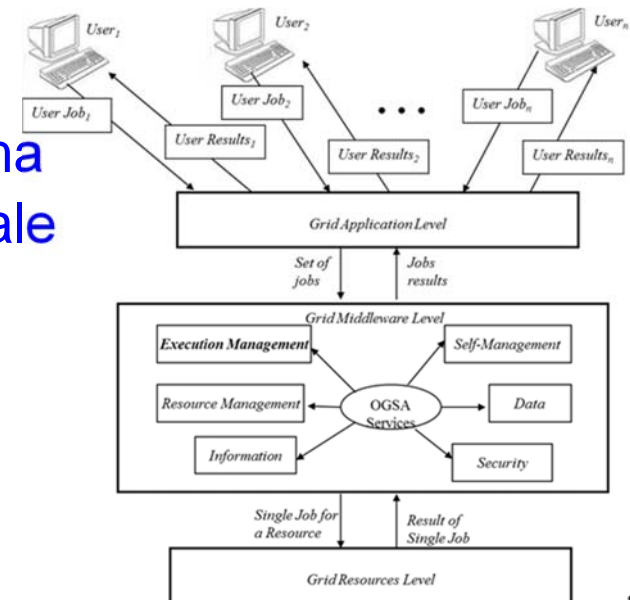 User₁
User₂
Userₙ
User Job₁
User Job₂
User Jobₙ
User Results₁
User Results₂
User Resultsₙ
Grid Application Level
Set of
jobs
Jobs
results
Grid Middleware Level
Execution Management
Self-Management
Resource Management
OGSA
Services
Data
Information
Security
Single Job for
a Resource
Result of
Single Job
Grid Resources Level